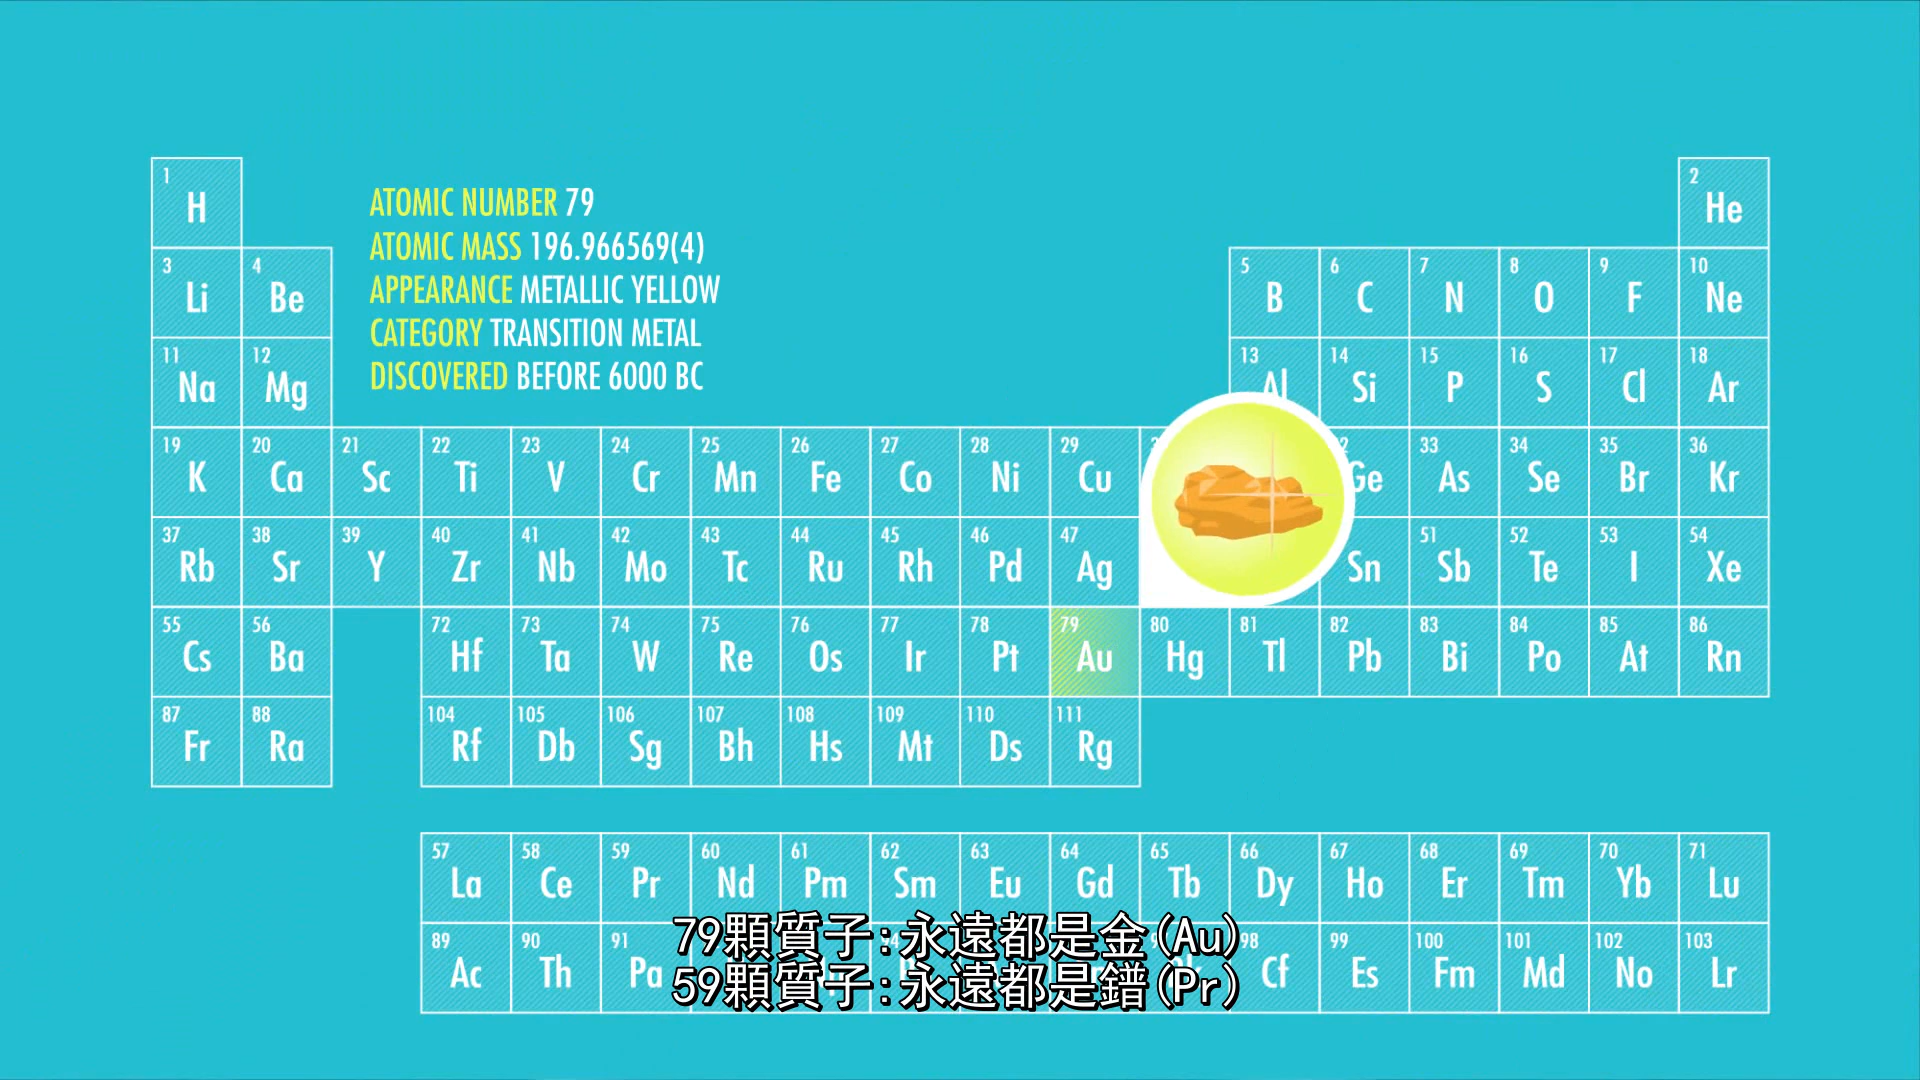 1 H
2 He
ATOMIC NUMBER 79
ATOMIC MASS 196.966569(4)
APPEARANCE METALLIC YELLOW
CATEGORY TRANSITION METAL
DISCOVERED BEFORE 6000 BC
3 Li 4 Be 5 B 6 C 7 N 8 O 9 F 10 Ne
11 Na 12 Mg 13 Al 14 Si 15 P 16 S 17 Cl 18 Ar
19 K 20 Ca 21 Sc 22 Ti 23 V 24 Cr 25 Mn 26 Fe 27 Co 28 Ni 29 Cu Ge 33 As 34 Se 35 Br 36 Kr
37 Rb 38 Sr 39 Y 40 Zr 41 Nb 42 Mo 43 Tc 44 Ru 45 Rh 46 Pd 47 Ag Sn 51 Sb 52 Te 53 I 54 Xe
55 Cs 56 Ba 72 Hf 73 Ta 74 W 75 Re 76 Os 77 Ir 78 Pt 79 Au 80 Hg 81 Tl 82 Pb 83 Bi 84 Po 85 At 86 Rn
87 Fr 88 Ra 104 Rf 105 Db 106 Sg 107 Bh 108 Hs 109 Mt 110 Ds 111 Rg
57 La 58 Ce 59 Pr 60 Nd 61 Pm 62 Sm 63 Eu 64 Gd 65 Tb 66 Dy 67 Ho 68 Er 69 Tm 70 Yb 71 Lu
89 Ac 90 Th 91 Pa 98 Cf 99 Es 100 Fm 101 Md 102 No 103 Lr
79顆質子:永遠都是金(Au)
59顆質子:永遠都是鐠(Pr)